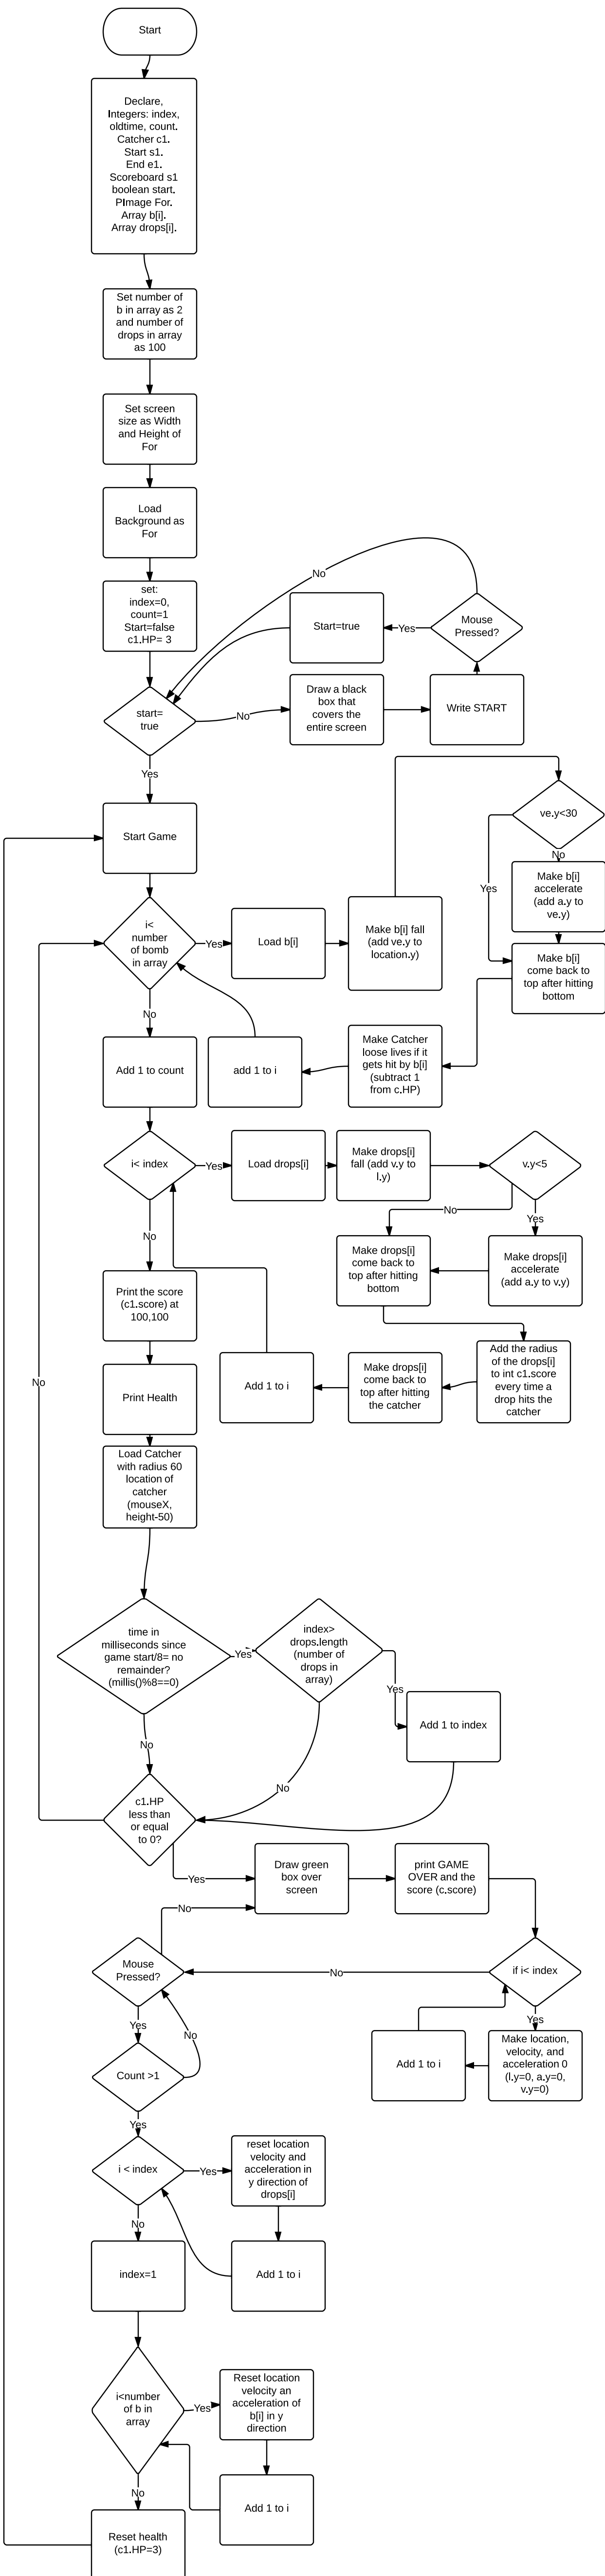 Start
Declare,
Integers: index,
oldtime, count.
Catcher c1.
Start s1.
End e1.
Scoreboard s1
boolean start.
PImage For.
Array b[i].
Array drops[i].
Set number of
b in array as 2
and number of
drops in array
as 100
Set screen
size as Width
and Height of
For
Load
Background as
For
set:
index=0,
count=1
Start=false
c1.HP= 3
No
Start=true
Yes
Mouse
Pressed?
start=
true
No
Draw a black
box that
covers the
entire screen
Write START
Yes
Start Game
ve.y<30
No
Yes
Make b[i]
accelerate
(add a.y to
ve.y)
i<
number
of bomb
in array
Yes
Load b[i]
Make b[i] fall
(add ve.y to
location.y)
Make b[i]
come back to
top after hitting
bottom
No
Add 1 to count
add 1 to i
Make Catcher
loose lives if it
gets hit by b[i]
(subtract 1
from c.HP)
i< index
Yes
Load drops[i]
Make drops[i]
fall (add v.y to
l.y)
v.y<5
No
Yes
No
Make drops[i]
come back to
top after hitting
bottom
Make drops[i]
accelerate
(add a.y to v.y)
Print the score
(c1.score) at
100,100
Print Health
Add 1 to i
Make drops[i]
come back to
top after hitting
the catcher
Add the radius
of the drops[i]
to int c1.score
every time a
drop hits the
catcher
No
Load Catcher
with radius 60
location of
catcher
(mouseX,
height-50)
time in
milliseconds since
game start/8= no
remainder?
(millis()%8==0)
Yes
index>
drops.length
(number of
drops in
array)
Yes
Add 1 to index
No
No
c1.HP
less than
or equal
to 0?
Yes
Draw green
box over
screen
print GAME
OVER and the
score (c.score)
No
Mouse
Pressed?
No
if i< index
Yes
Yes
No
Make location,
velocity, and
acceleration 0
(l.y=0, a.y=0,
v.y=0)
Add 1 to i
Count >1
Yes
i < index
Yes
reset location
velocity and
acceleration in
y direction of
drops[i]
No
index=1
Add 1 to i
i<number
of b in
array
Yes
Reset location
velocity an
acceleration of
b[i] in y
direction
No
Add 1 to i
Reset health
(c1.HP=3)